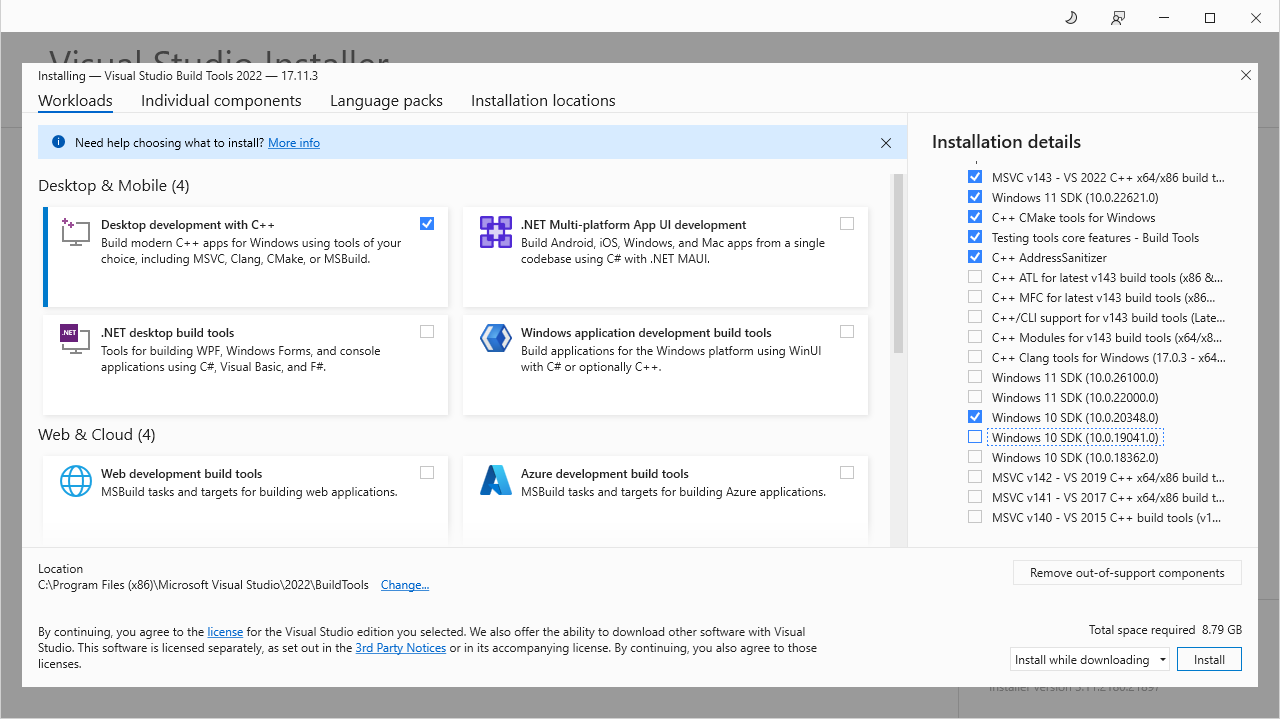 Visual Studio Installer
Installing — Visual Studio Build Tools 2022 — 17.11.3
Workloads
Individual components
Language packs
Installation locations
Need help choosing what to install? More info
Desktop & Mobile (4)
Desktop development with C++
Build modern C++ apps for Windows using tools of your
choice, including MSVC, Clang, CMake, or MSBuild.
.NET Multi-platform App UI development
Build Android, iOS, Windows, and Mac apps from a single
codebase using C# with .NET MAUI.
.NET
.NET desktop build tools
Tools for building WPF, Windows Forms, and console
applications using C#, Visual Basic, and F#.
Windows application development build tools
Build applications for the Windows platform using WinUI
with C# or optionally C++.
Web & Cloud (4)
Web development build tools
MSBuild tasks and targets for building web applications.
Azure development build tools
MSBuild tasks and targets for building Azure applications.
Installation details
MSVC v143 - VS 2022 C++ x64/x86 build t...
Windows 11 SDK (10.0.22621.0)
C++ CMake tools for Windows
Testing tools core features - Build Tools
C++ AddressSanitizer
C++ ATL for latest v143 build tools (x86 &...
C++ MFC for latest v143 build tools (x86...
C++/CLI support for v143 build tools (Late...
C++ Modules for v143 build tools (x64/x8...
C++ Clang tools for Windows (17.0.3 - x64...
Windows 11 SDK (10.0.26100.0)
Windows 11 SDK (10.0.22000.0)
Windows 10 SDK (10.0.20348.0)
Windows 10 SDK (10.0.19041.0)
Windows 10 SDK (10.0.18362.0)
MSVC v142 - VS 2019 C++ x64/x86 build t...
MSVC v141 - VS 2017 C++ x64/x86 build t...
MSVC v140 - VS 2015 C++ build tools (v1...
Location
C:\Program Files (x86)\Microsoft Visual Studio\2022\BuildTools Change...
Remove out-of-support components
By continuing, you agree to the license for the Visual Studio edition you selected. We also offer the ability to download other software with Visual
Studio. This software is licensed separately, as set out in the 3rd Party Notices or in its accompanying license. By continuing, you also agree to those
licenses.
Total space required 8.79 GB
Install while downloading
Install